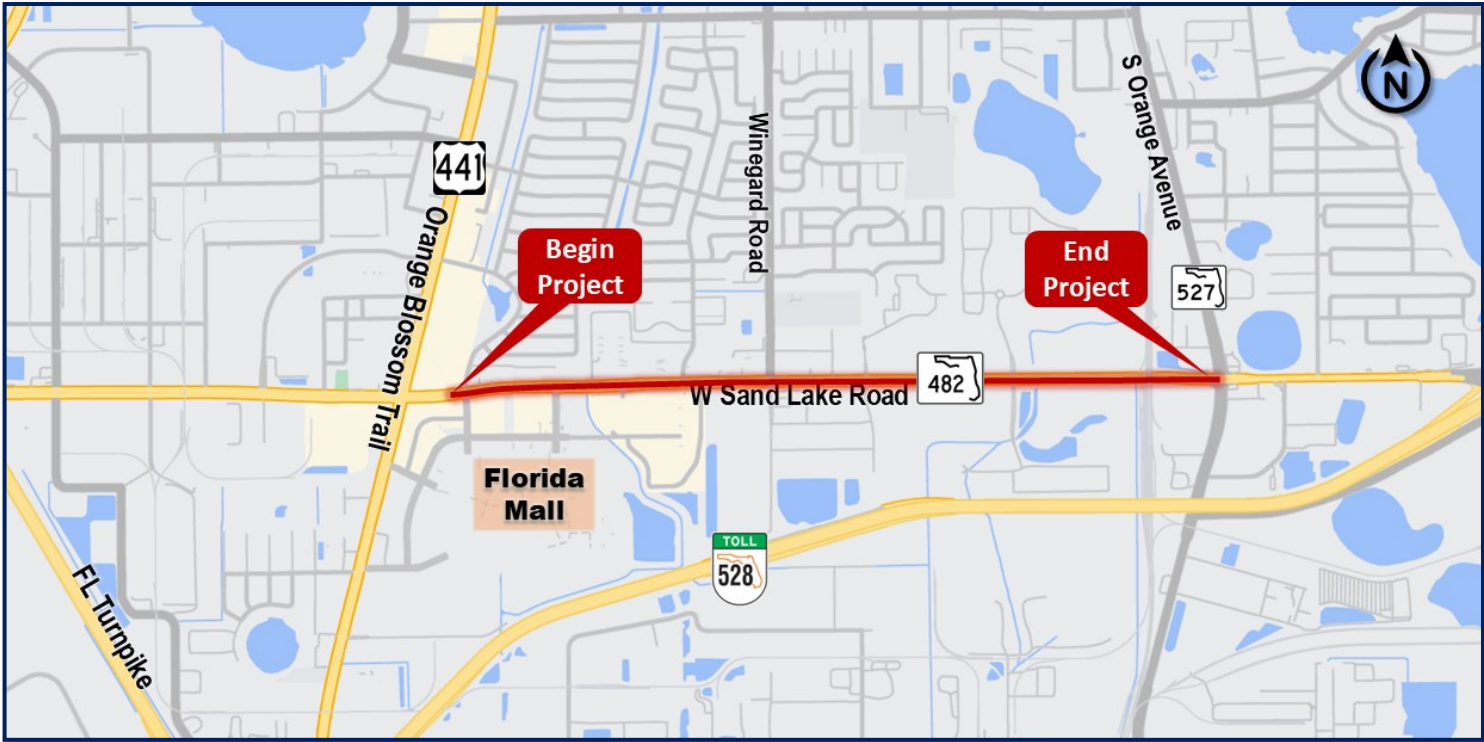 N
S Orange Avenue
Winegard Road
441
Orange Blossom Trail
Begin
Project
End
Project
527
482
W Sand Lake Road
Florida
Mall
TOLL
528
FL Turnpike